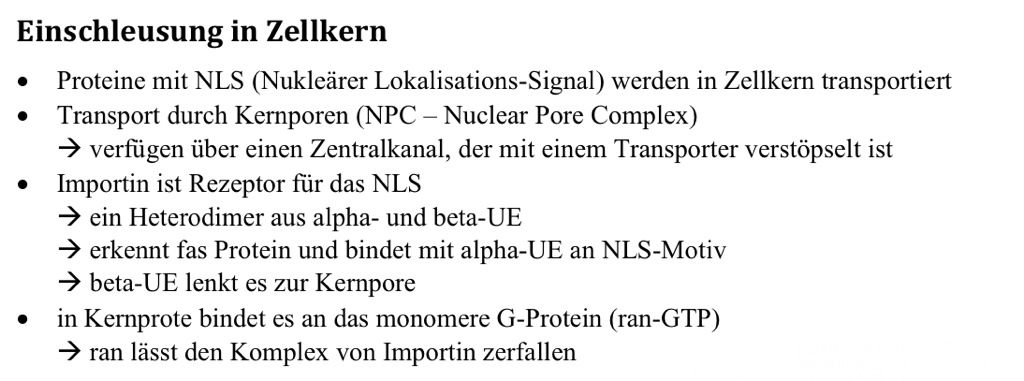 Einschleusung in Zellkern
• Proteine mit NLS (Nukleärer Lokalisations-Signal) werden in Zellkern transportiert
• Transport durch Kernporen (NPC – Nuclear Pore Complex)
→ verfügen über einen Zentralkanal, der mit einem Transporter verstöpselt ist
• Importin ist Rezeptor für das NLS
→ ein Heterodimer aus alpha- und beta-UE
→ erkennt fas Protein und bindet mit alpha-UE an NLS-Motiv
→ beta-UE lenkt es zur Kernpore
• in Kernprote bindet es an das monomere G-Protein (ran-GTP)
→ ran lässt den Komplex von Importin zerfallen